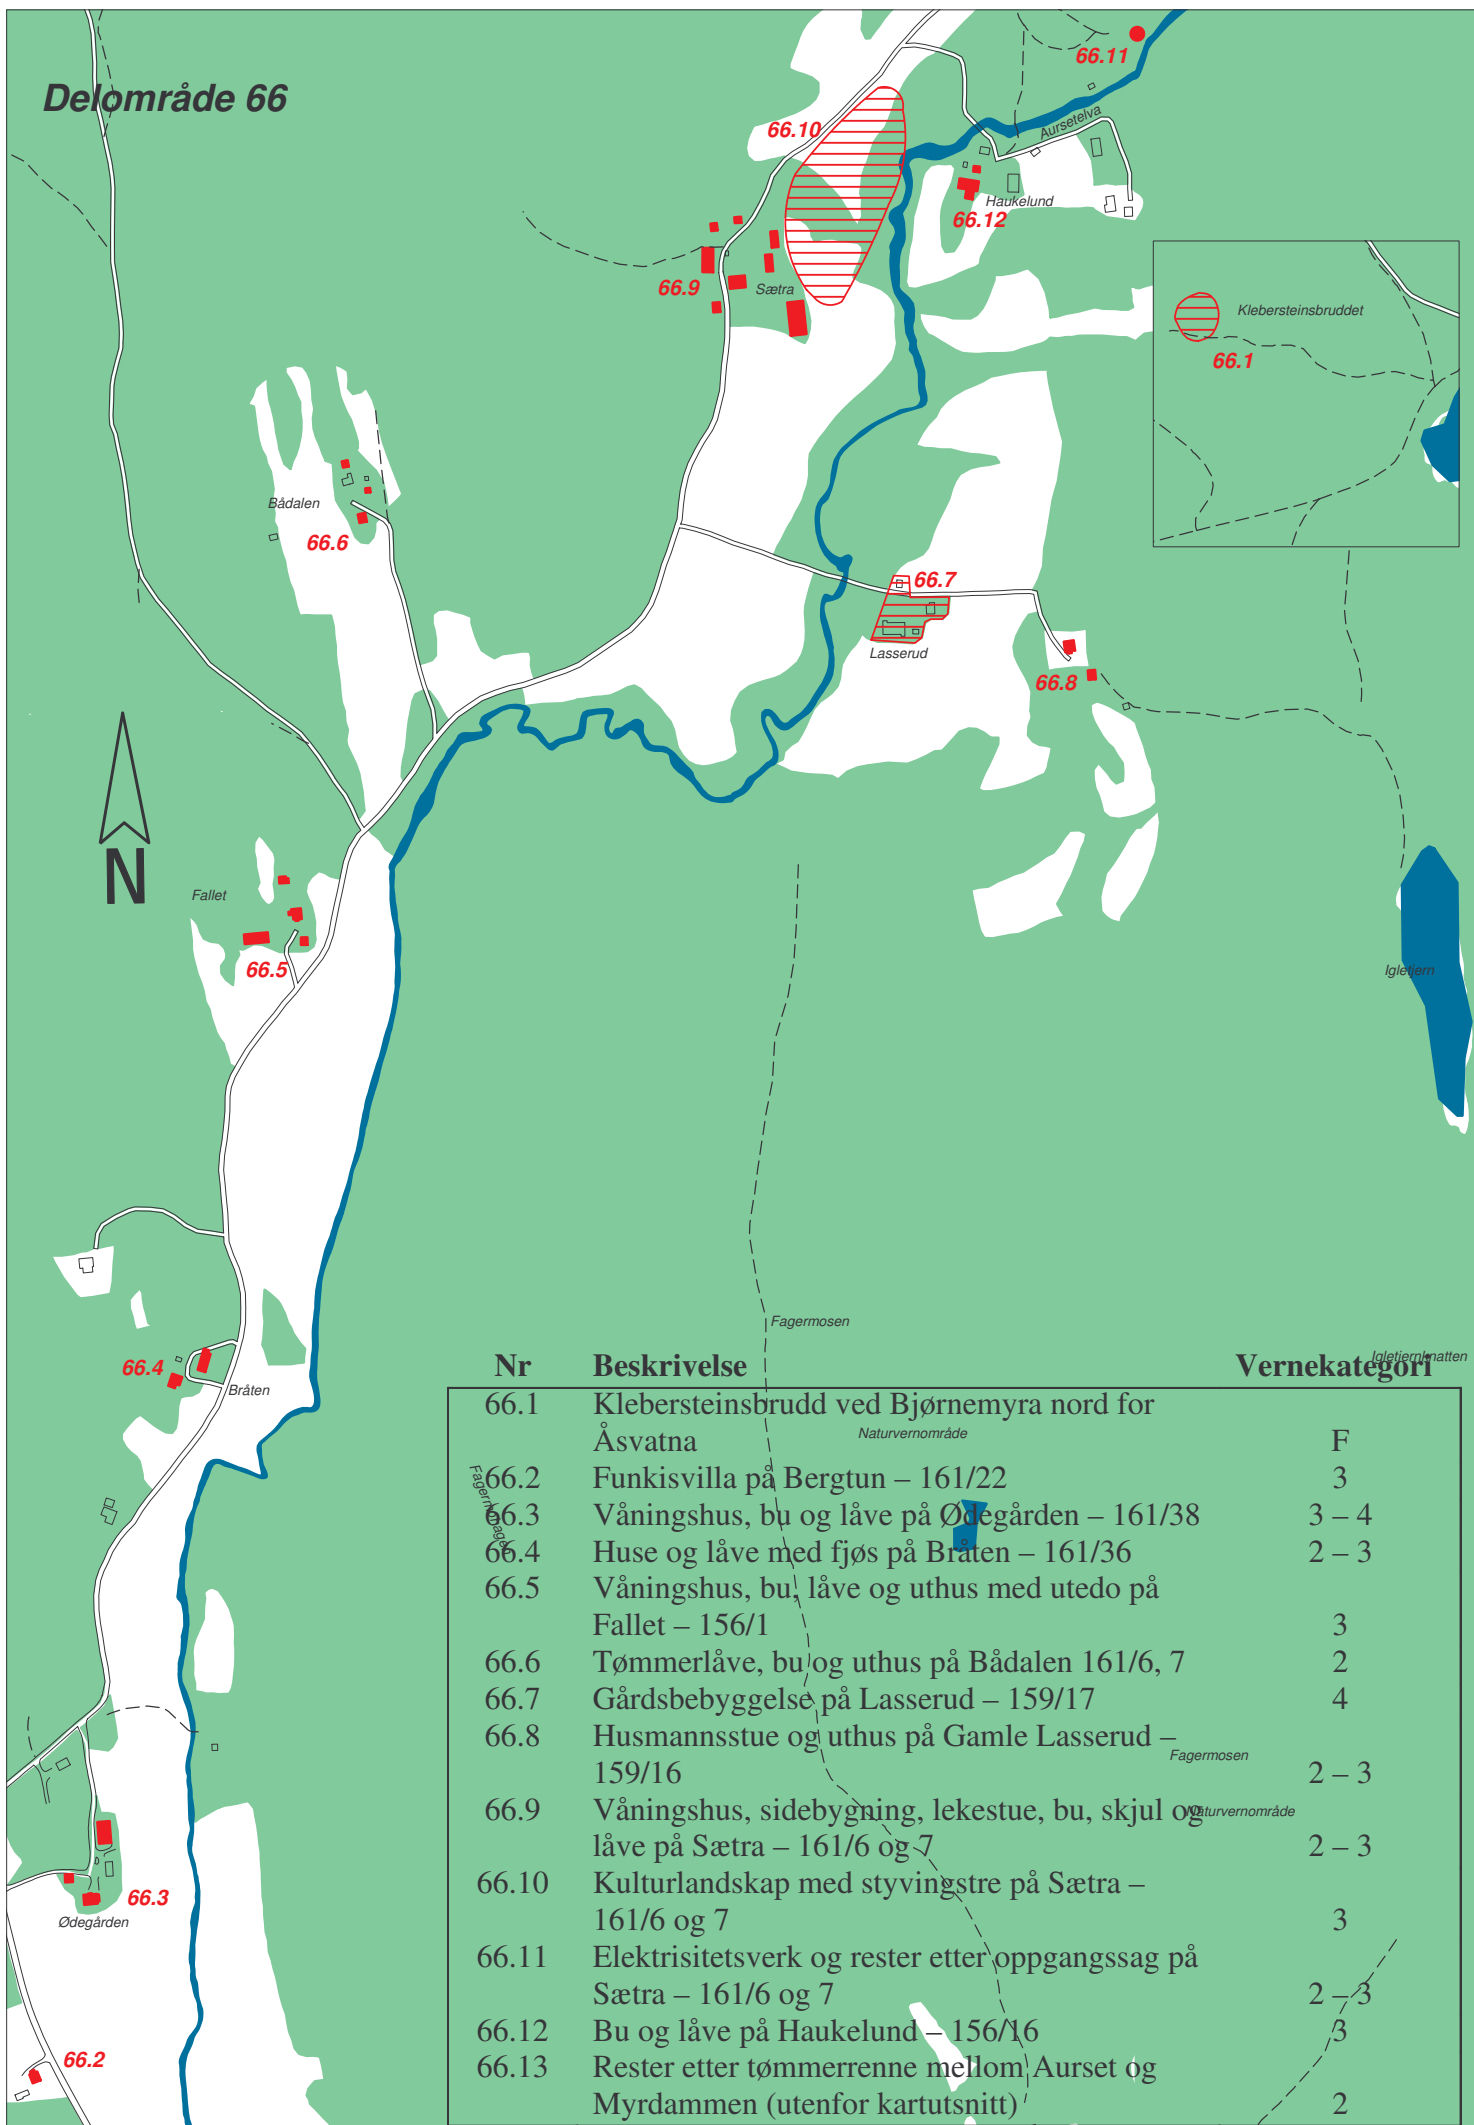 Delområde 66
66.11
66.10
Aursetelva
Haukelund
66.12
66.9
Sætra
Klebersteinsbruddet
66.1
Bådalen
66.6
66.7
Lasserud
66.8
N
Fallet
66.5
Igletjern
Fagermosen
66.4
Bråten
Igletjernknatten
Naturvernområde
Fagermohagen
Fagermosen
Naturvernområde
66.3
Ødegården
66.2
Nr Beskrivelse Vernekategori
66.1 Klebersteinsbrudd ved Bjørnemyra nord for
Åsvatna F
66.2 Funkisvilla på Bergtun – 161/22 3
66.3 Våningshus, bu og låve på Ødegården – 161/38 3 – 4
66.4 Huse og låve med fjøs på Bråten – 161/36 2 – 3
66.5 Våningshus, bu, låve og uthus med utedo på
Fallet – 156/1 3
66.6 Tømmerlåve, bu og uthus på Bådalen 161/6, 7 2
66.7 Gårdsbebyggelse på Lasserud – 159/17 4
66.8 Husmannsstue og uthus på Gamle Lasserud –
159/16 2 – 3
66.9 Våningshus, sidebygning, lekestue, bu, skjul og
låve på Sætra – 161/6 og 7 2 – 3
66.10 Kulturlandskap med styvingstre på Sætra –
161/6 og 7 3
66.11 Elektrisitetsverk og rester etter oppgangssag på
Sætra – 161/6 og 7 2 – 3
66.12 Bu og låve på Haukelund – 156/16 3
66.13 Rester etter tømmerrenne mellom Aurset og
Myrdammen (utenfor kartutsnitt) 2